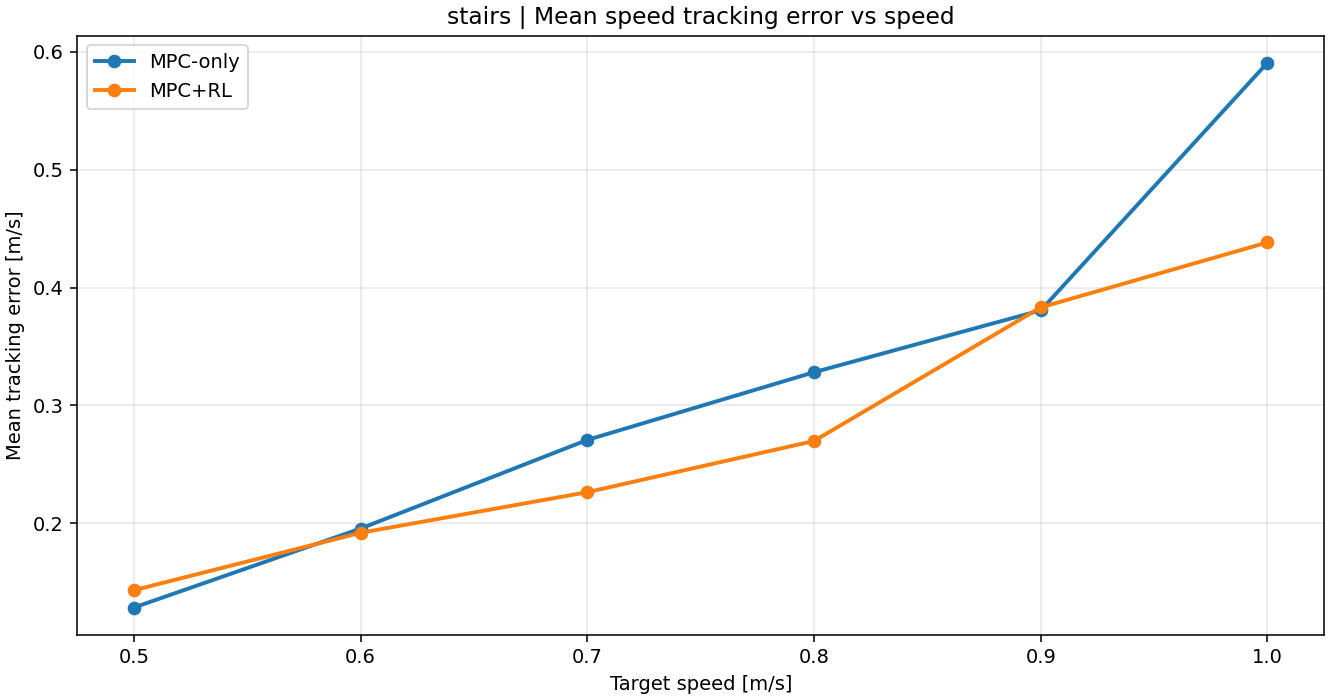 stairs | Mean speed tracking error vs speed
MPC-only
MPC+RL
Mean tracking error [m/s]
0.6
0.5
0.4
0.3
0.2
0.5 0.6 0.7 0.8 0.9 1.0
Target speed [m/s]